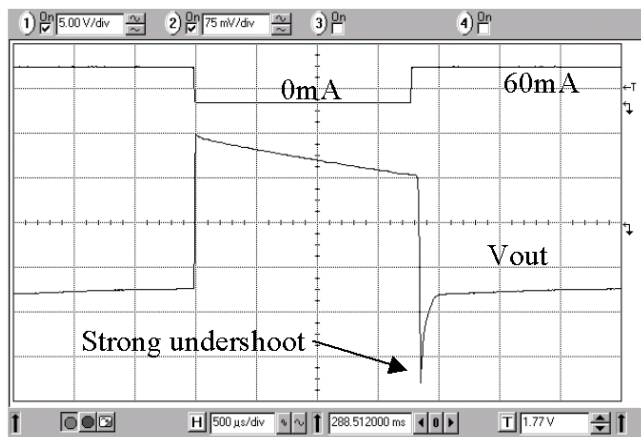 1 On 5.00 V/div 2 On 75 mV/div 3 On 4 On
0mA 60mA
T
Vout
Strong undershoot
H 500 µs/div 288.512000 ms 0 T 1.77 V